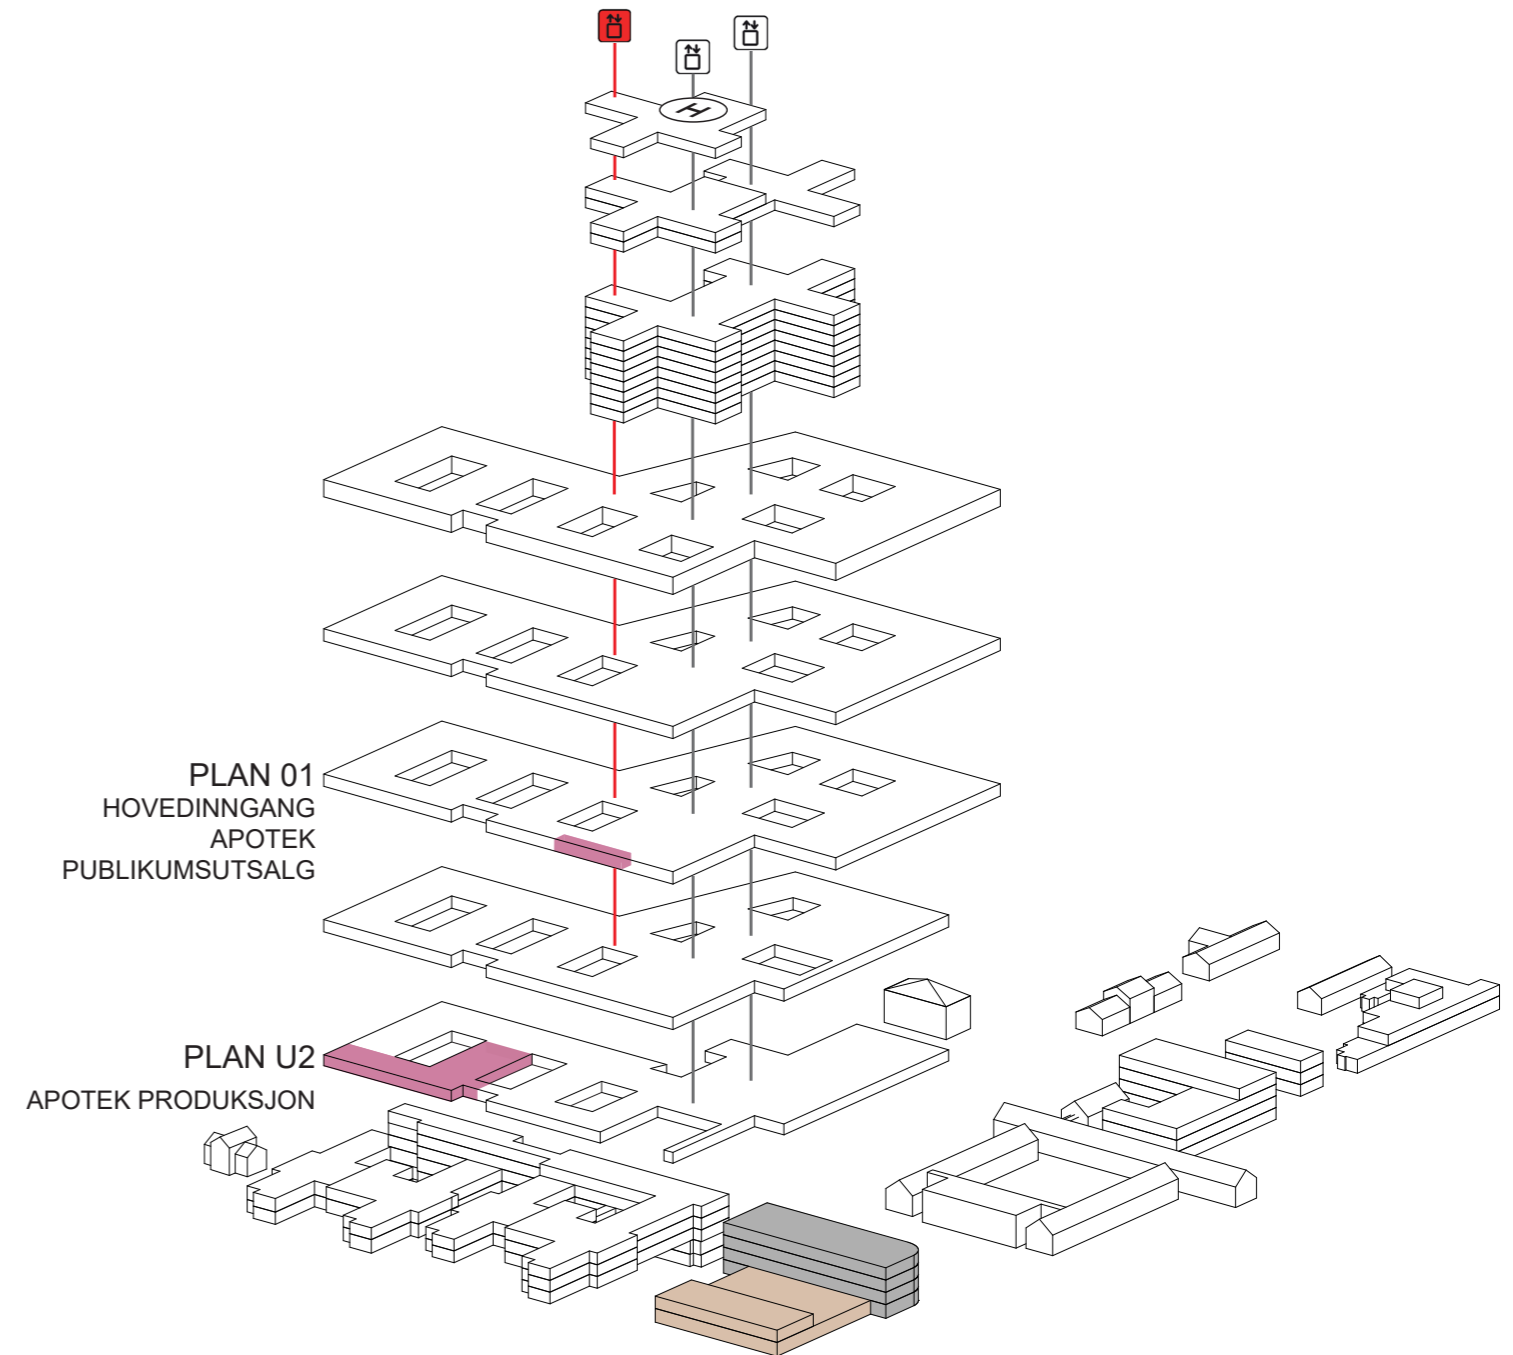 H
PLAN 01
HOVEDINNGANG
APOTEK
PUBLIKUMSUTSALG
PLAN U2
APOTEK PRODUKSJON